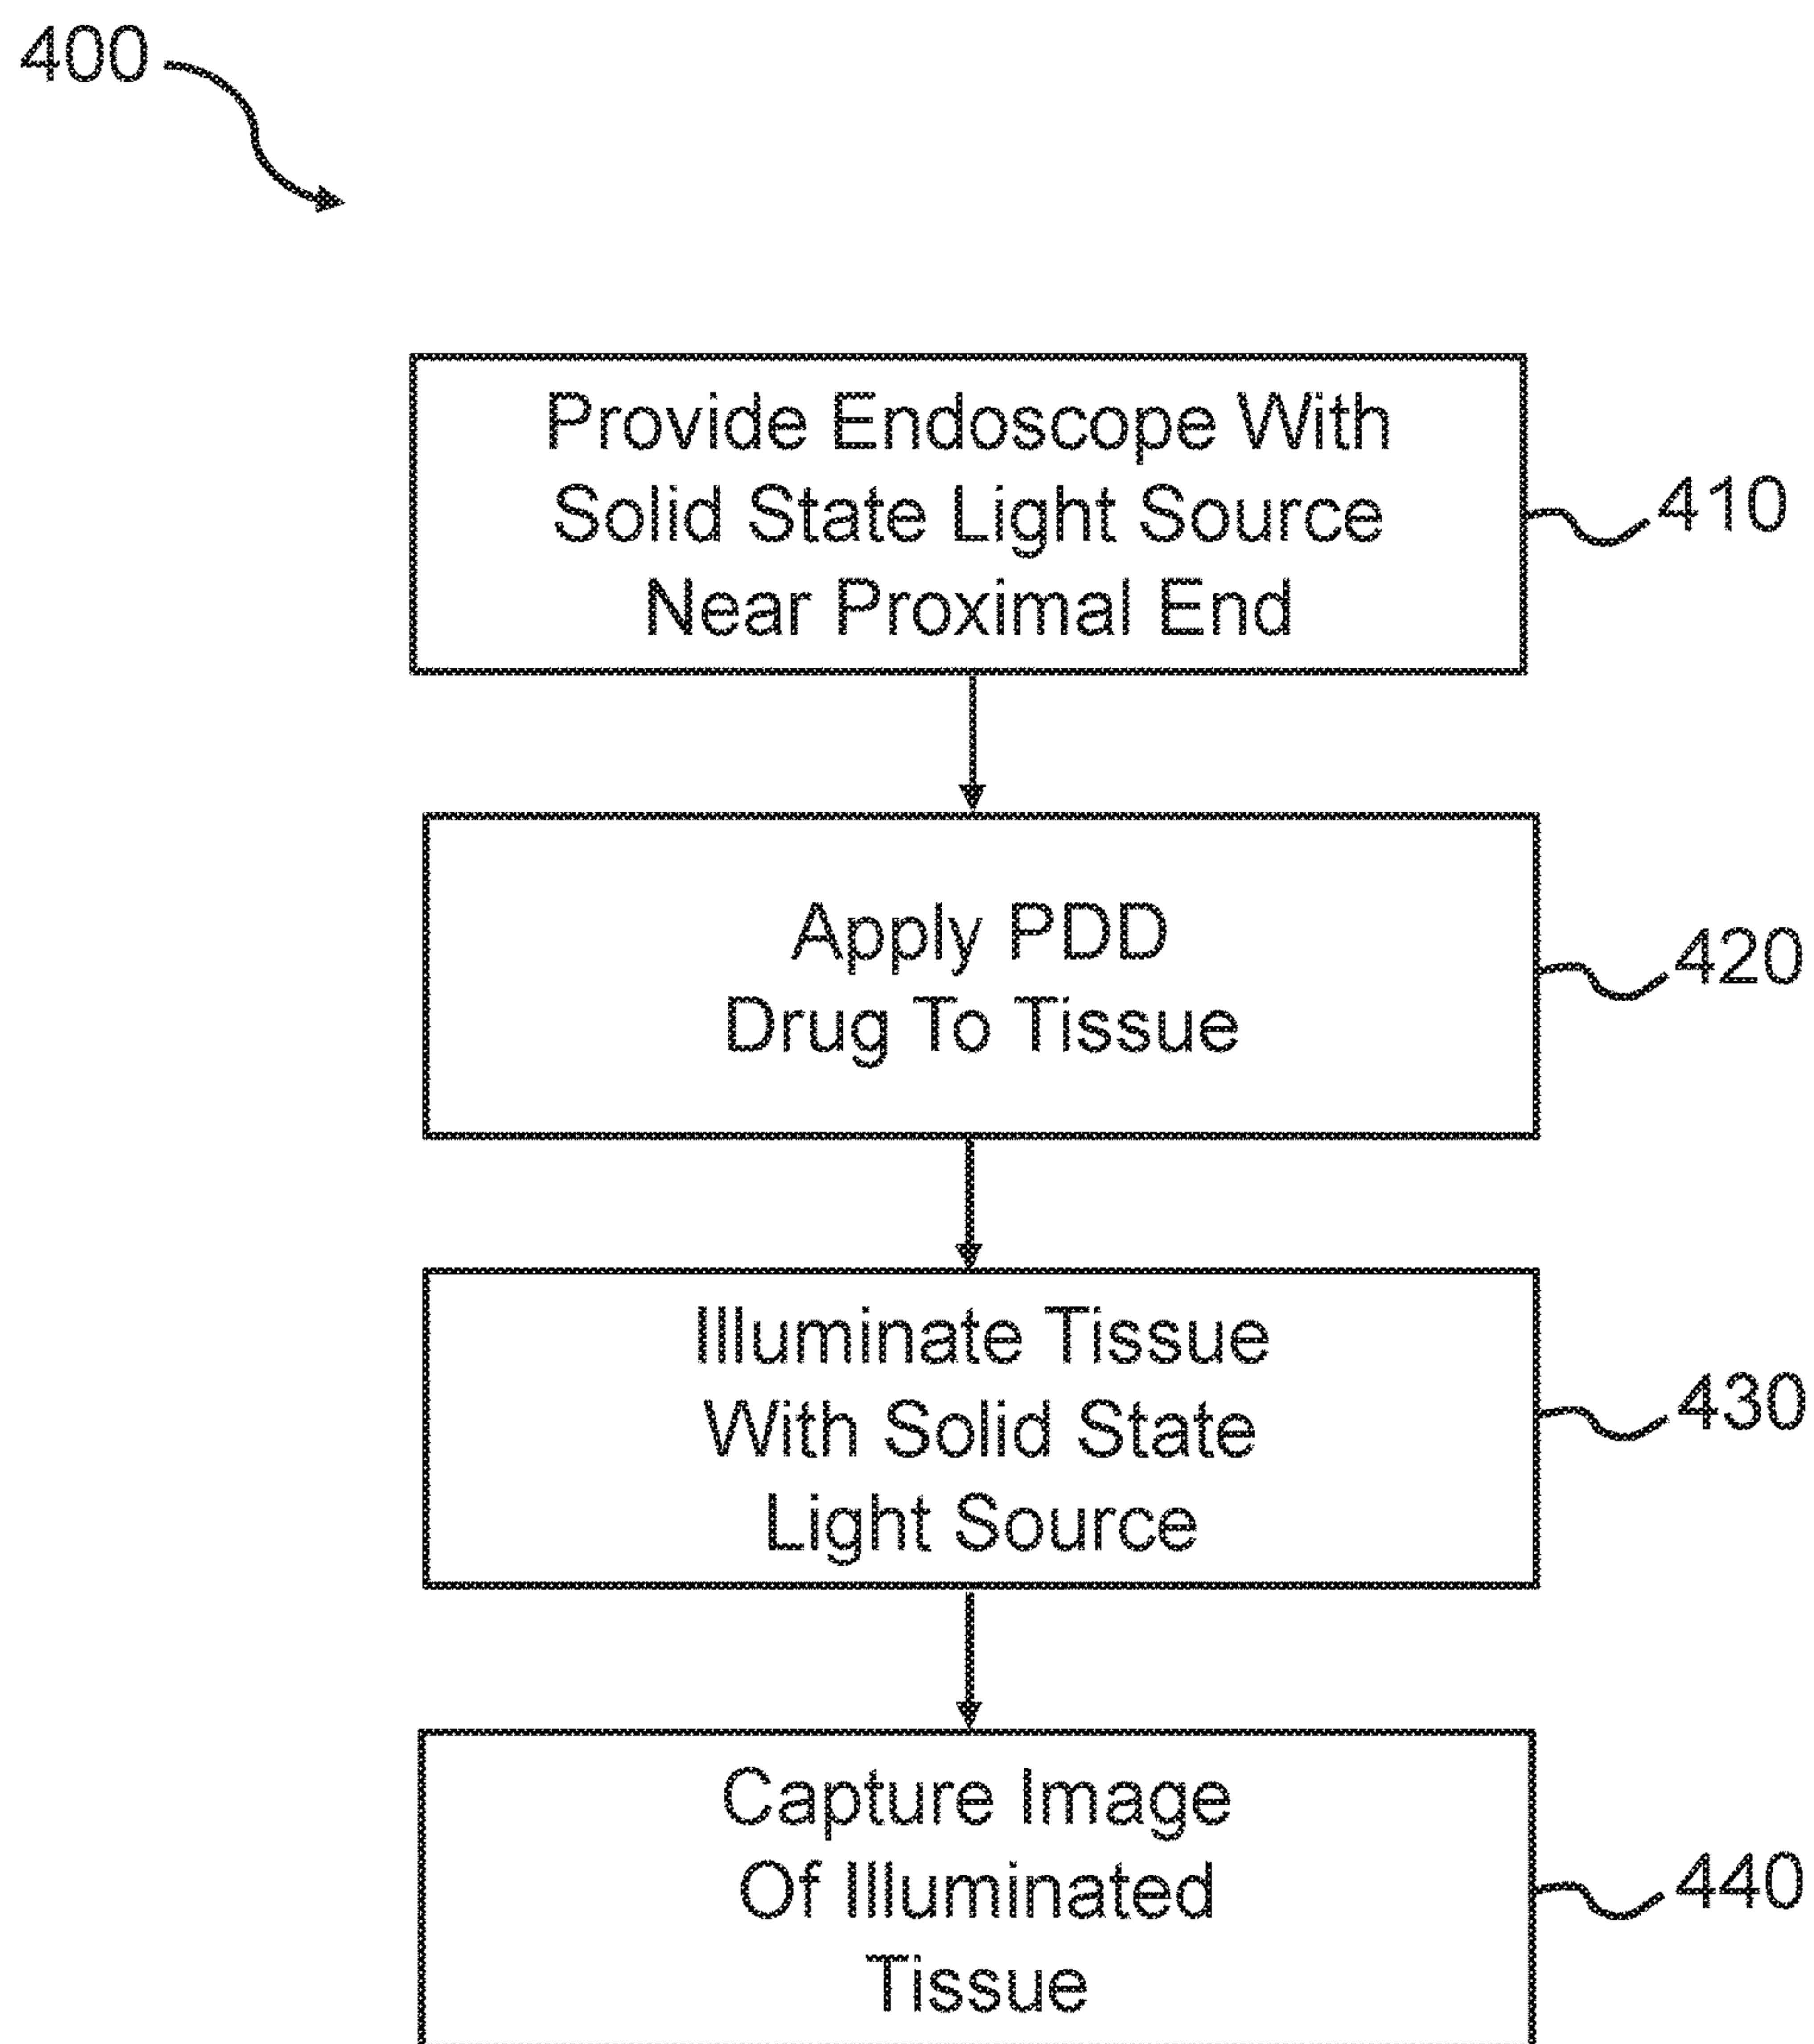 400
Provide Endoscope With
Solid State Light Source
Near Proximal End
410
Apply PDD
Drug To Tissue
420
Illuminate Tissue
With Solid State
Light Source
430
Capture Image
Of Illuminated
Tissue
440